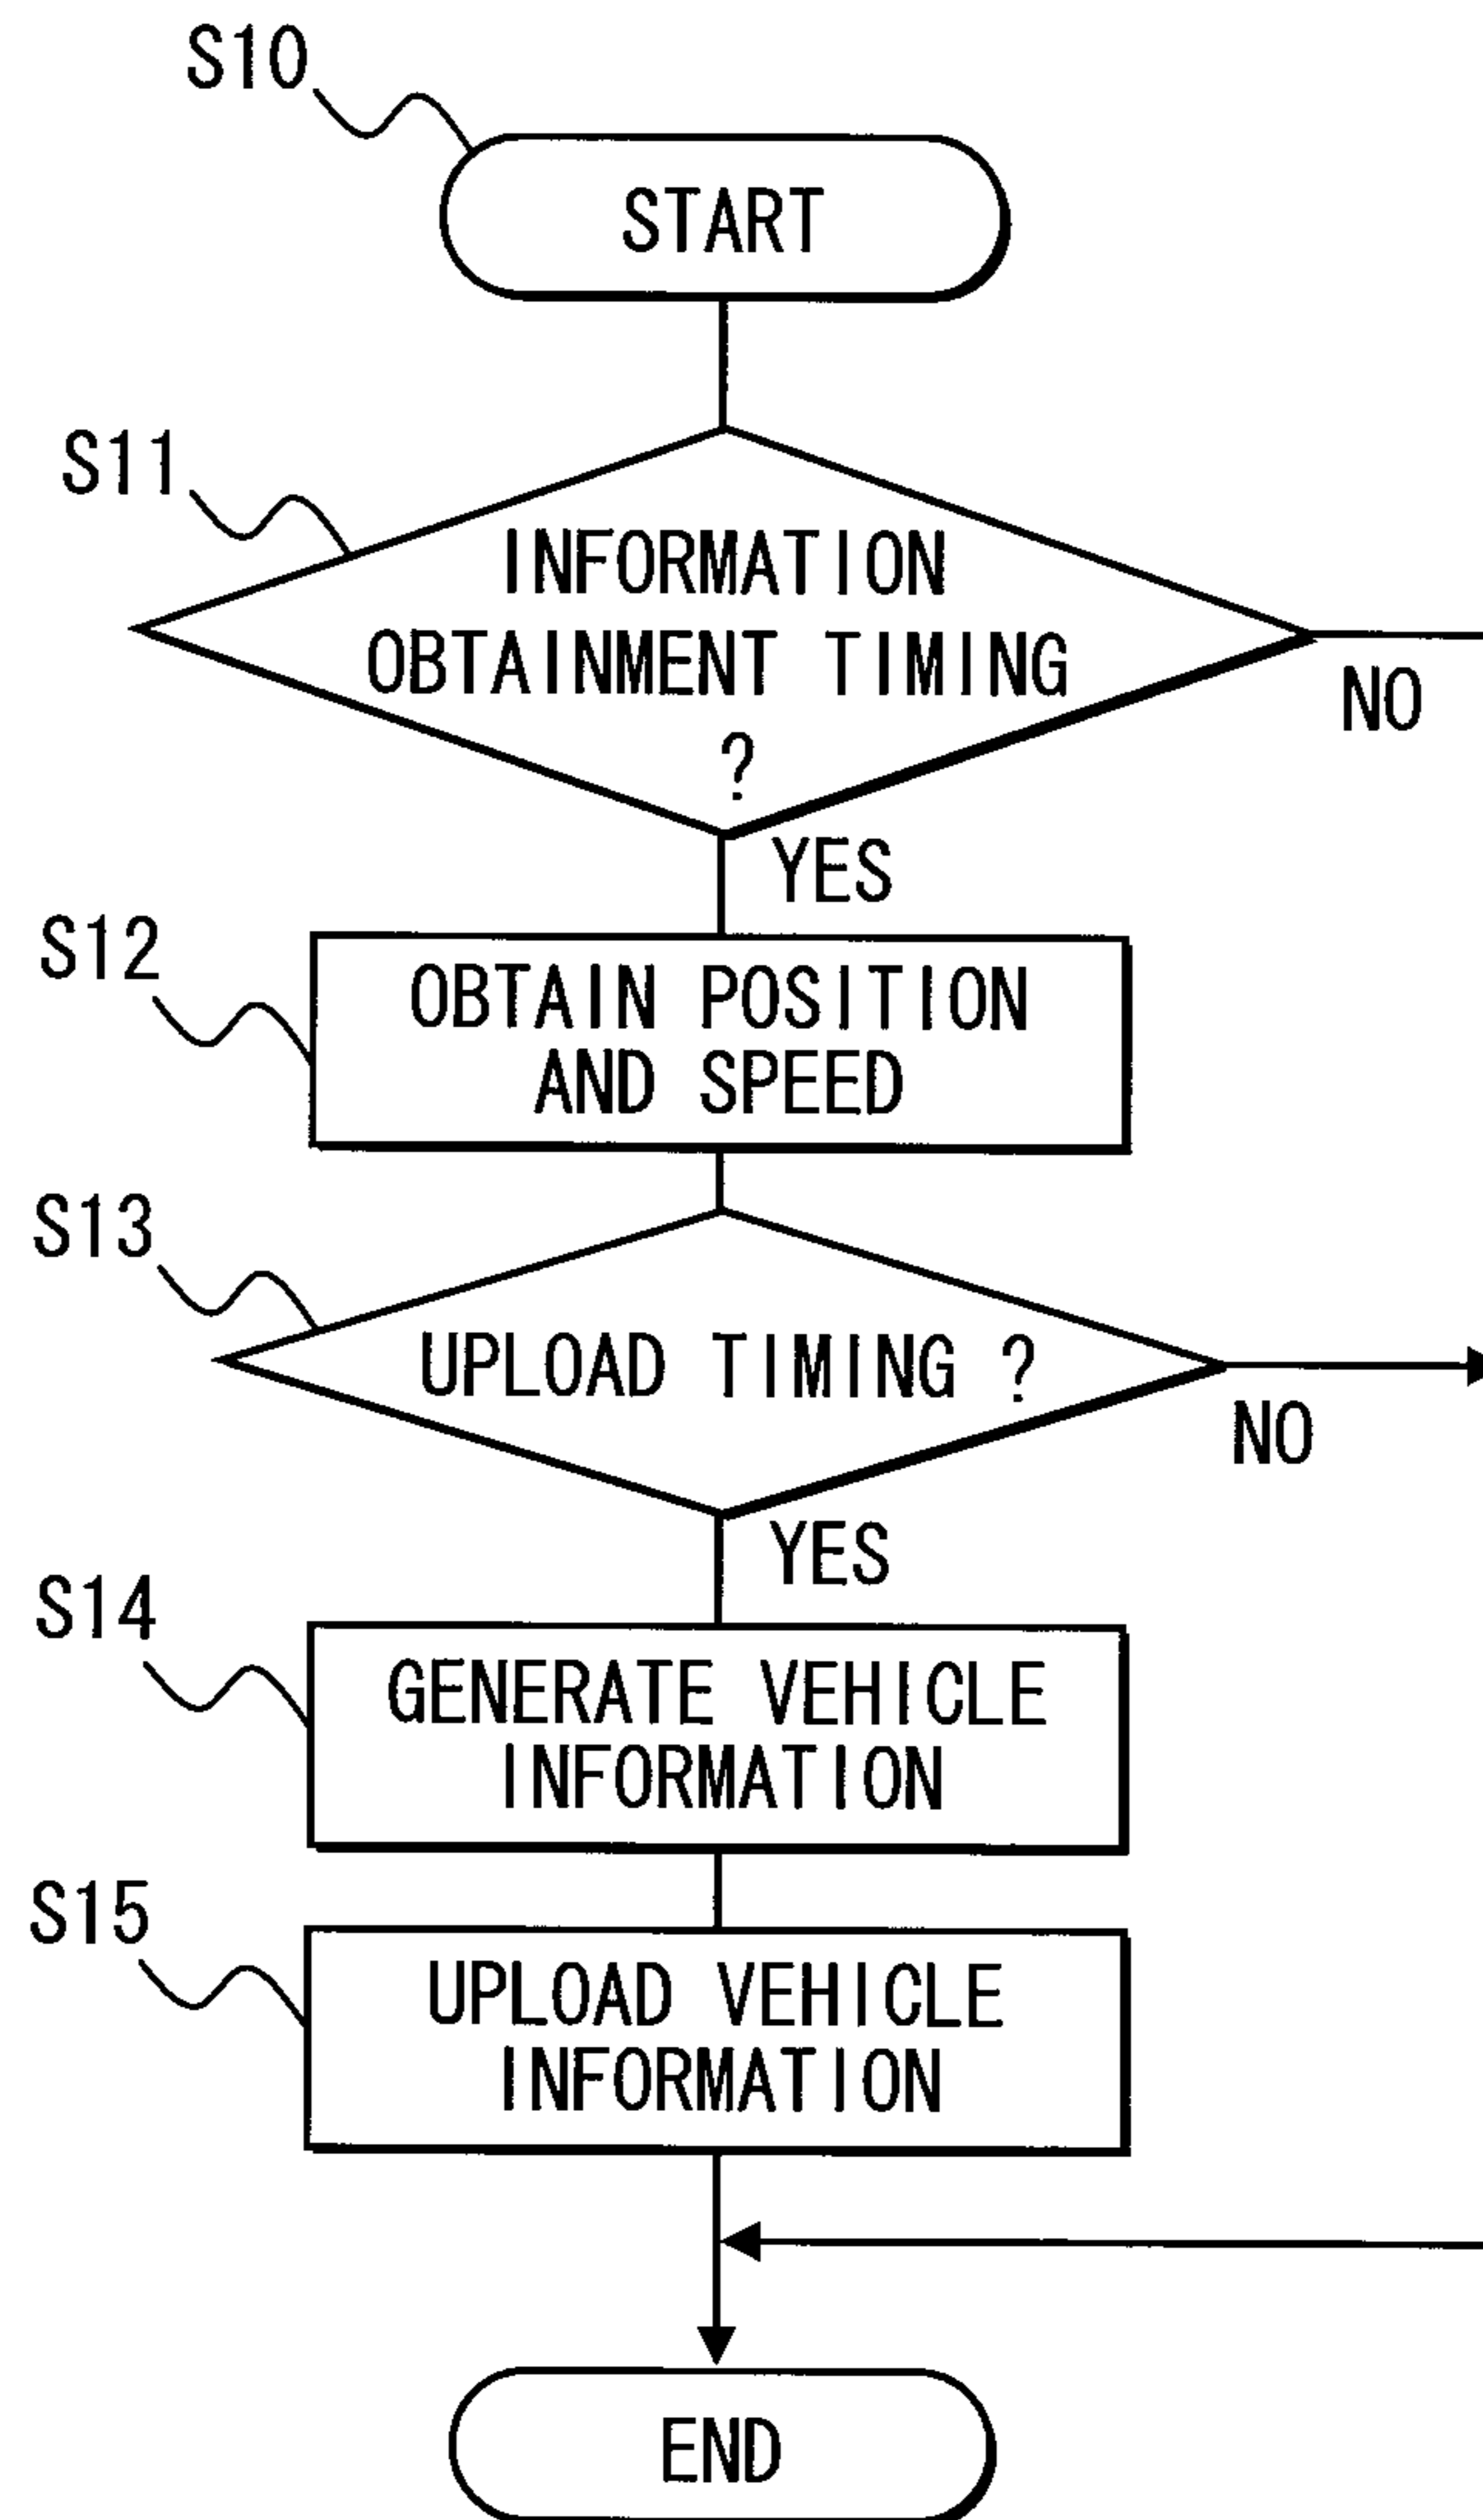 S10
START
S11
INFORMATION
OBTAINMENT TIMING
?
NO
YES
S12
OBTAIN POSITION
AND SPEED
S13
UPLOAD TIMING ?
NO
YES
S14
GENERATE VEHICLE
INFORMATION
S15
UPLOAD VEHICLE
INFORMATION
END